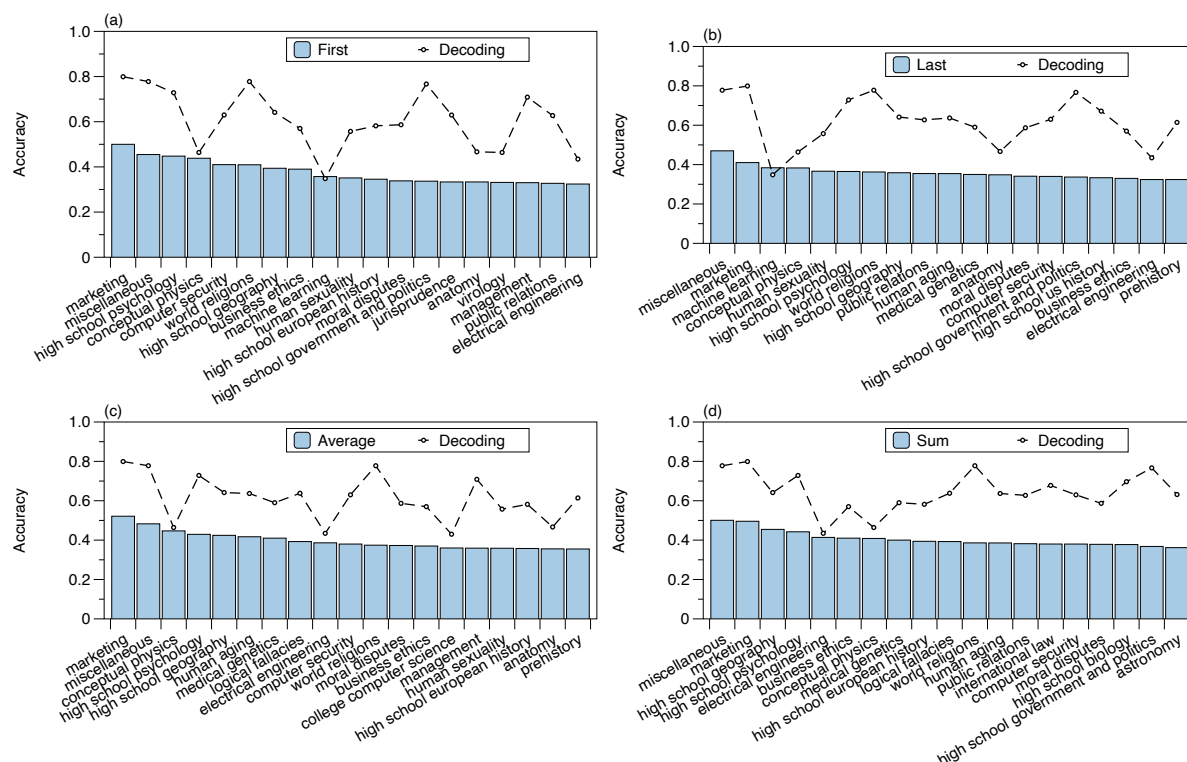 (a)
First
Decoding
Accuracy
1.0
0.8
0.6
0.4
0.2
0
marketing
miscellaneous
high school psychology
conceptual physics
computer security
world religions
high school geography
business ethics
machine learning
human sexuality
high school european history
moral disputes
high school government and politics
jurisprudence
anatomy
virology
management
public relations
electrical engineering
(b)
Last
Decoding
Accuracy
1.0
0.8
0.6
0.4
0.2
0
miscellaneous
marketing
machine learning
conceptual physics
human sexuality
high school psychology
world religions
high school geography
public relations
human aging
medical genetics
anatomy
moral disputes
computer security
high school government and politics
high school us history
business ethics
electrical engineering
prehistory
(c)
Average
Decoding
Accuracy
1.0
0.8
0.6
0.4
0.2
0
marketing
miscellaneous
conceptual physics
high school psychology
high school geography
human aging
medical genetics
logical fallacies
electrical engineering
computer security
world religions
moral disputes
business ethics
college computer science
management
human sexuality
high school european history
anatomy
prehistory
(d)
Sum
Decoding
Accuracy
1.0
0.8
0.6
0.4
0.2
0
miscellaneous
marketing
high school geography
high school psychology
electrical engineering
business ethics
conceptual physics
medical genetics
high school european history
logical fallacies
world religions
human aging
public relations
international law
computer security
moral disputes
high school biology
high school government and politics
astronomy